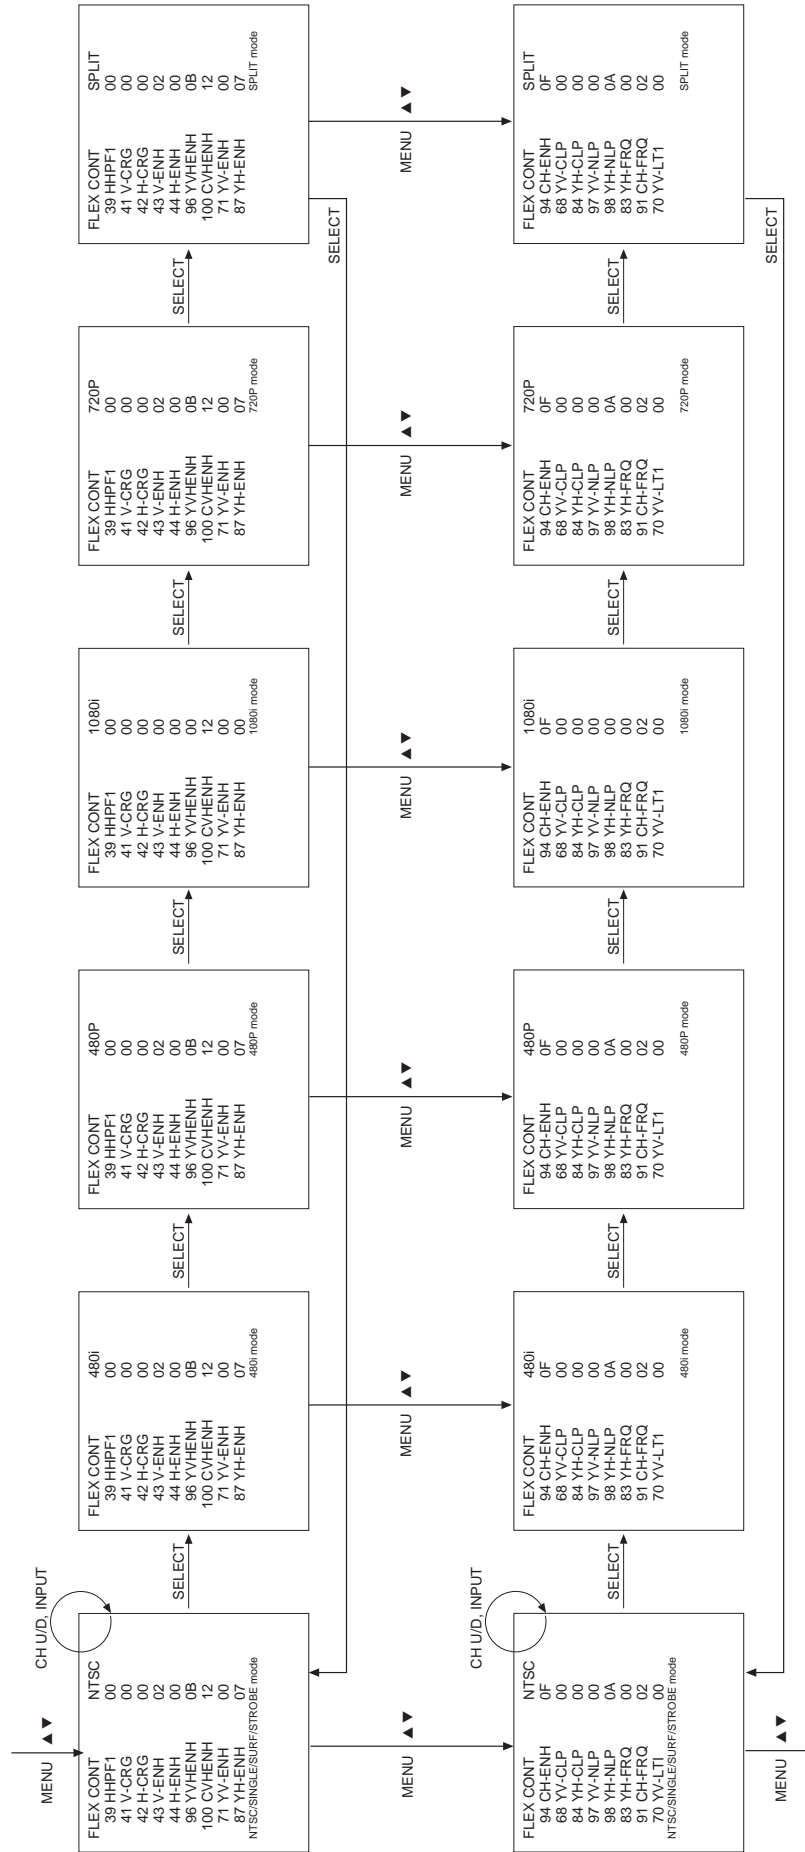 MENU ▲▼
CH U/D, INPUT
FLEX CONT NTSC
39 HHPF1 00
41 V-CRG 00
42 H-CRG 00
43 V-ENH 02
44 H-ENH 00
96 YVHENH 0B
100 CVHENH 12
71 YV-ENH 00
87 YH-ENH 07
NTSC/SINGLE/SURF/STROBE mode
SELECT
FLEX CONT 480i
39 HHPF1 00
41 V-CRG 00
42 H-CRG 00
43 V-ENH 02
44 H-ENH 00
96 YVHENH 0B
100 CVHENH 12
71 YV-ENH 00
87 YH-ENH 07
480i mode
SELECT
FLEX CONT 480P
39 HHPF1 00
41 V-CRG 00
42 H-CRG 00
43 V-ENH 02
44 H-ENH 00
96 YVHENH 0B
100 CVHENH 12
71 YV-ENH 00
87 YH-ENH 07
480P mode
SELECT
FLEX CONT 1080i
39 HHPF1 00
41 V-CRG 00
42 H-CRG 00
43 V-ENH 00
44 H-ENH 00
96 YVHENH 00
100 CVHENH 12
71 YV-ENH 00
87 YH-ENH 00
1080i mode
SELECT
FLEX CONT 720P
39 HHPF1 00
41 V-CRG 00
42 H-CRG 00
43 V-ENH 02
44 H-ENH 00
96 YVHENH 0B
100 CVHENH 12
71 YV-ENH 00
87 YH-ENH 07
720P mode
SELECT
FLEX CONT SPLIT
39 HHPF1 00
41 V-CRG 00
42 H-CRG 00
43 V-ENH 02
44 H-ENH 00
96 YVHENH 0B
100 CVHENH 12
71 YV-ENH 00
87 YH-ENH 07
SPLIT mode
SELECT
MENU ▲▼
MENU ▲▼
MENU ▲▼
MENU ▲▼
MENU ▲▼
MENU ▲▼
CH U/D, INPUT
FLEX CONT NTSC
94 CH-ENH 0F
68 YV-CLP 00
84 YH-CLP 00
97 YV-NLP 00
98 YH-NLP 0A
83 YH-FRQ 00
91 CH-FRQ 02
70 YV-LTI 00
NTSC/SINGLE/SURF/STROBE mode
SELECT
FLEX CONT 480i
94 CH-ENH 0F
68 YV-CLP 00
84 YH-CLP 00
97 YV-NLP 00
98 YH-NLP 0A
83 YH-FRQ 00
91 CH-FRQ 02
70 YV-LT1 00
480i mode
SELECT
FLEX CONT 480P
94 CH-ENH 0F
68 YV-CLP 00
84 YH-CLP 00
97 YV-NLP 00
98 YH-NLP 0A
83 YH-FRQ 00
91 CH-FRQ 02
70 YV-LT1 00
480P mode
SELECT
FLEX CONT 1080i
94 CH-ENH 0F
68 YV-CLP 00
84 YH-CLP 00
97 YV-NLP 00
98 YH-NLP 00
83 YH-FRQ 00
91 CH-FRQ 02
70 YV-LT1 00
1080i mode
SELECT
FLEX CONT 720P
94 CH-ENH 0F
68 YV-CLP 00
84 YH-CLP 00
97 YV-NLP 00
98 YH-NLP 0A
83 YH-FRQ 00
91 CH-FRQ 02
70 YV-LT1 00
720P mode
SELECT
FLEX CONT SPLIT
94 CH-ENH 0F
68 YV-CLP 00
84 YH-CLP 00
97 YV-NLP 00
98 YH-NLP 0A
83 YH-FRQ 00
91 CH-FRQ 02
70 YV-LT1 00
SPLIT mode
SELECT
MENU ▲▼